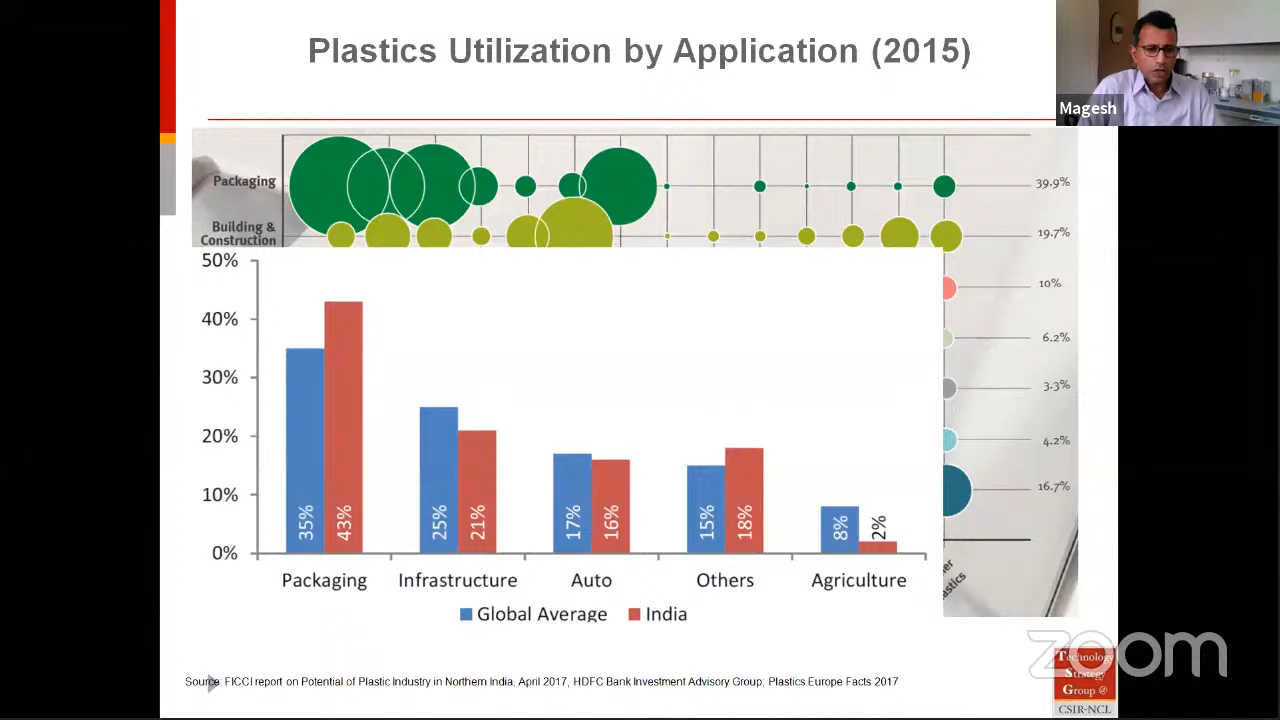 Plastics Utilization by Application (2015)
Magesh
Packaging
39.9%
Building &
Construction
19.7%
10%
6.2%
3.3%
4.2%
16.7%
50%
40%
30%
20%
10%
0%
35%
43%
25%
21%
17%
16%
15%
18%
8%
2%
Packaging
Infrastructure
Auto
Others
Agriculture
Global Average
India
Source: FICCI report on Potential of Plastic Industry in Northern India, April 2017, HDFC Bank Investment Advisory Group; Plastics Europe Facts 2017
zoom
Technology
Strategy
Group @
CSIR-NCL